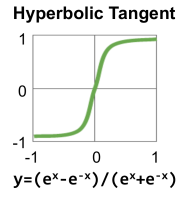 Hyperbolic Tangent
1
0
-1
-1 0 1
y=(eˣ-e⁻ˣ)/(eˣ+e⁻ˣ)